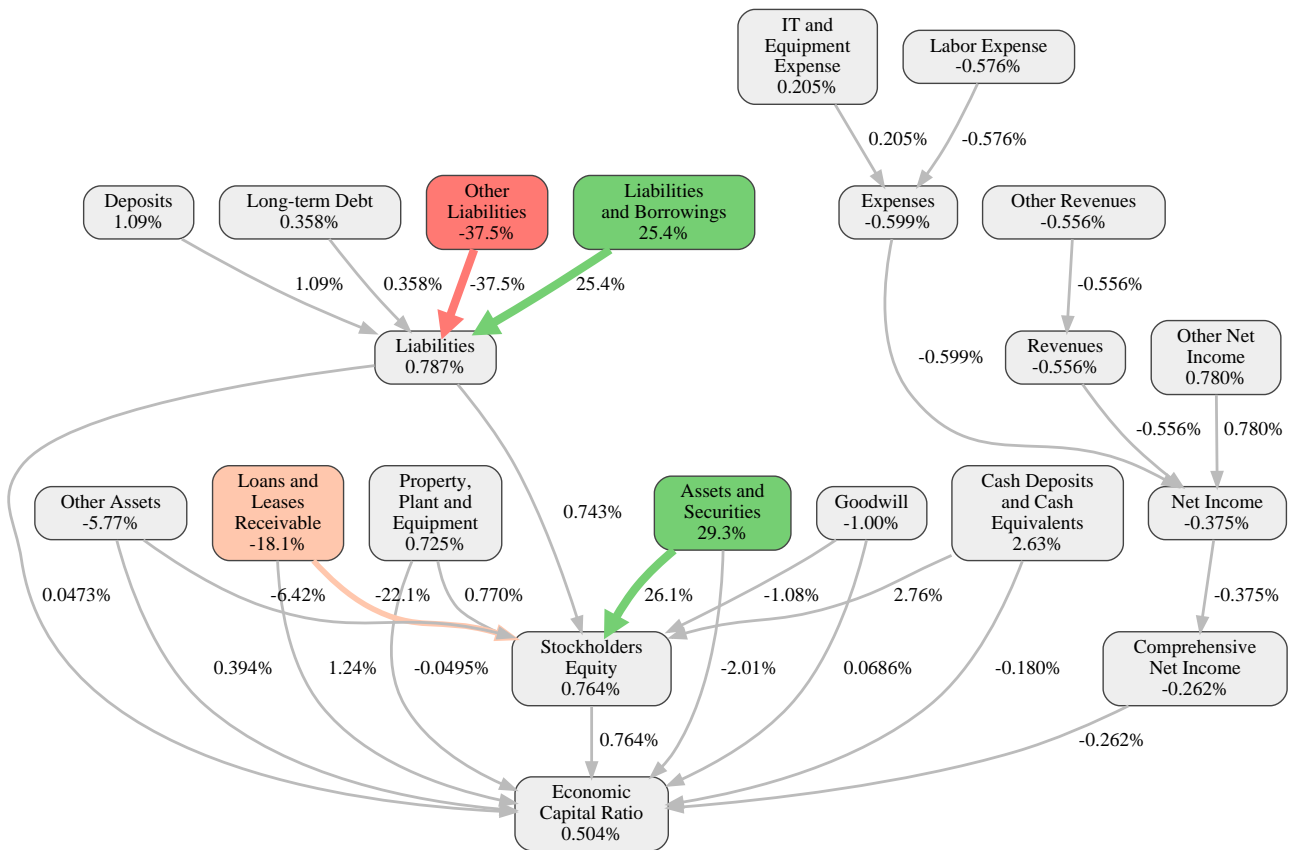 IT and
Equipment
Expense
0.205%
Labor Expense
-0.576%
0.205%
-0.576%
Deposits
1.09%
Long-term Debt
0.358%
Other
Liabilities
-37.5%
Liabilities
and Borrowings
25.4%
Expenses
-0.599%
Other Revenues
-0.556%
1.09%
0.358%
-37.5%
25.4%
-0.556%
Liabilities
0.787%
-0.599%
Revenues
-0.556%
Other Net
Income
0.780%
-0.556%
0.780%
Other Assets
-5.77%
Loans and
Leases
Receivable
-18.1%
Property,
Plant and
Equipment
0.725%
0.743%
Assets and
Securities
29.3%
Goodwill
-1.00%
Cash Deposits
and Cash
Equivalents
2.63%
Net Income
-0.375%
0.0473%
-6.42%
-22.1%
0.770%
26.1%
-1.08%
2.76%
-0.375%
Stockholders
Equity
0.764%
Comprehensive
Net Income
-0.262%
0.394%
1.24%
-0.0495%
-2.01%
0.0686%
-0.180%
0.764%
-0.262%
Economic
Capital Ratio
0.504%